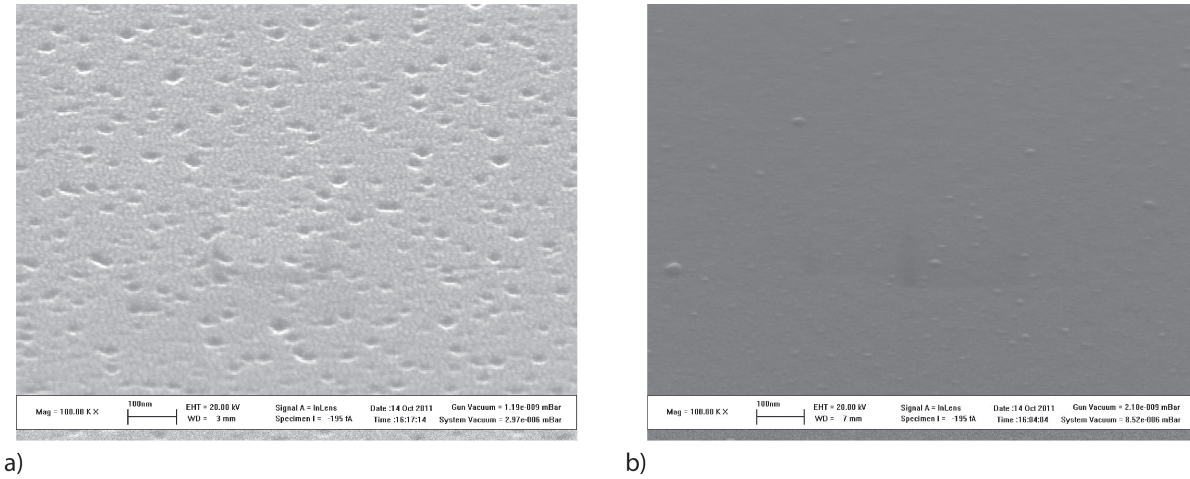 Mag = 100.00 K X
100nm
EHT = 20.00 kV
WD = 3 mm
Signal A = InLens
Specimen I = -195 fA
Date :14 Oct 2011
Time :16:17:14
Gun Vacuum = 1.19e-009 mBar
System Vacuum = 2.97e-006 mBar
a)
Mag = 100.00 K X
100nm
EHT = 20.00 kV
WD = 7 mm
Signal A = InLens
Specimen I = -195 fA
Date :14 Oct 2011
Time :16:04:04
Gun Vacuum = 2.10e-009 mBar
System Vacuum = 8.52e-006 mBar
b)